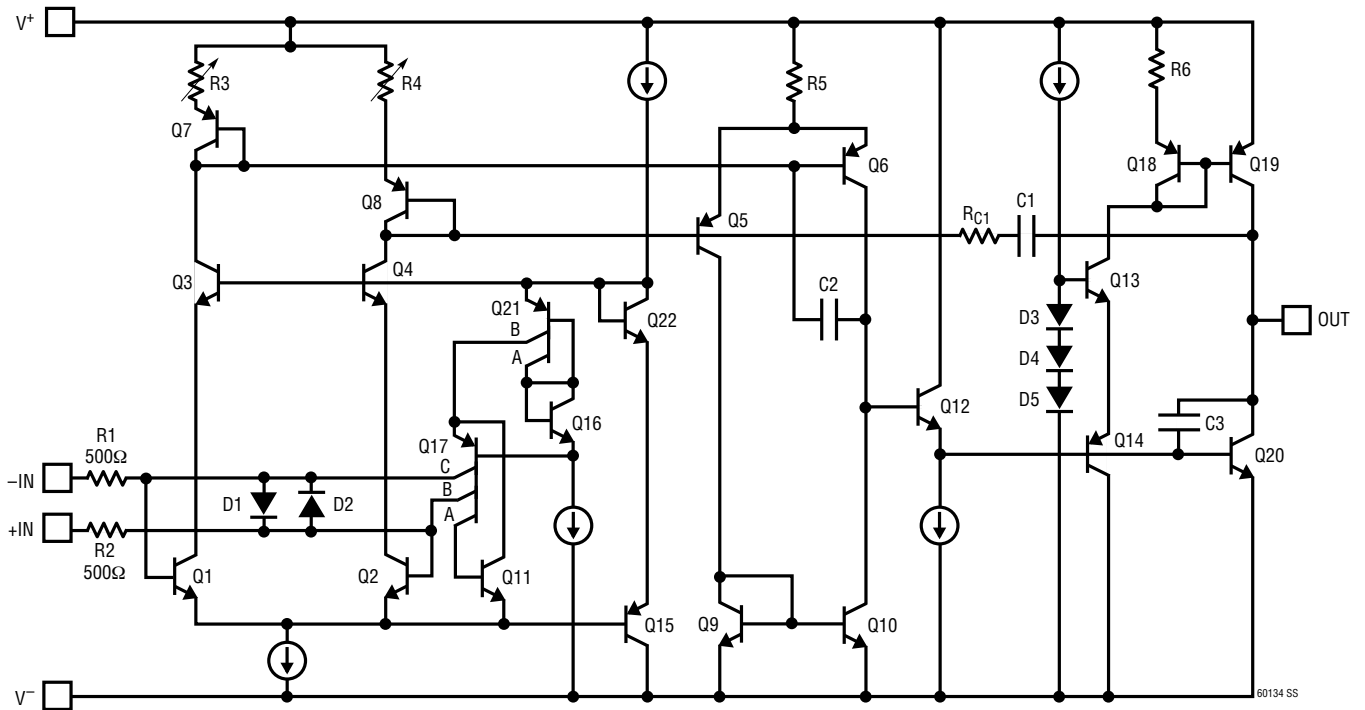 V+
R3
R4
R5
R6
Q7
Q6
Q18
Q19
Q8
Q5
RC1
C1
Q3
Q4
Q13
Q21
B
A
Q22
C2
D3
D4
D5
OUT
Q16
Q12
R1
500Ω
Q17
C
B
A
Q14
C3
Q20
–IN
D1
D2
+IN
R2
500Ω
Q1
Q2
Q11
Q15
Q9
Q10
V–
60134 SS